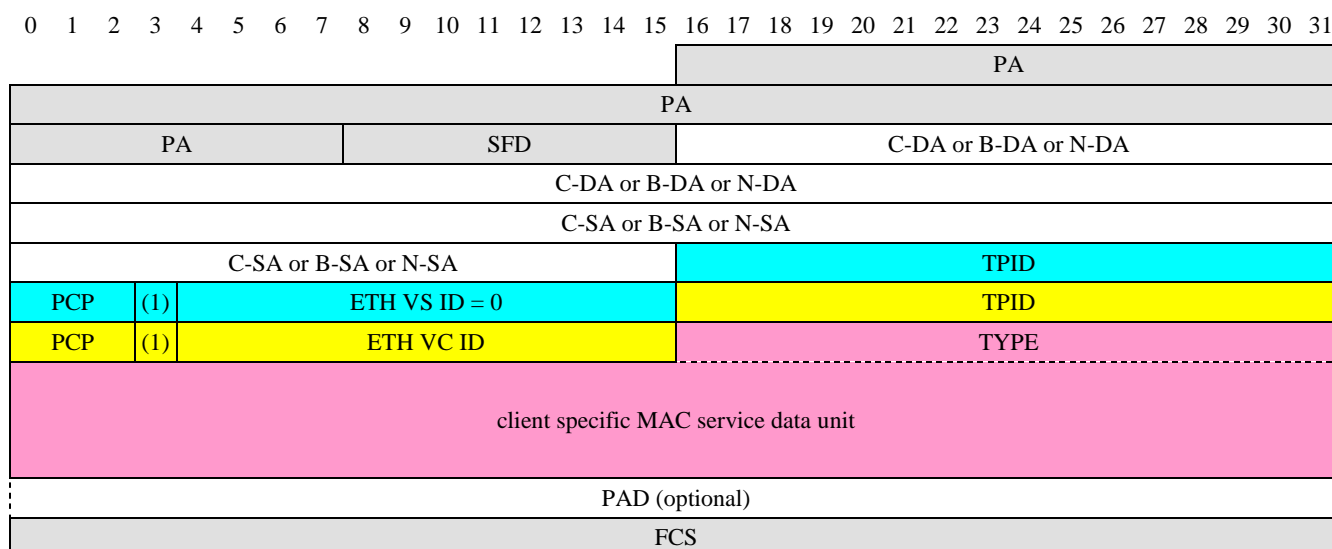 0 1 2 3 4 5 6 7 8 9 10 11 12 13 14 15 16 17 18 19 20 21 22 23 24 25 26 27 28 29 30 31
PA
PA
PA SFD C-DA or B-DA or N-DA
C-DA or B-DA or N-DA
C-SA or B-SA or N-SA
C-SA or B-SA or N-SA TPID
PCP (1) ETH VS ID = 0 TPID
PCP (1) ETH VC ID TYPE
client specific MAC service data unit
PAD (optional)
FCS